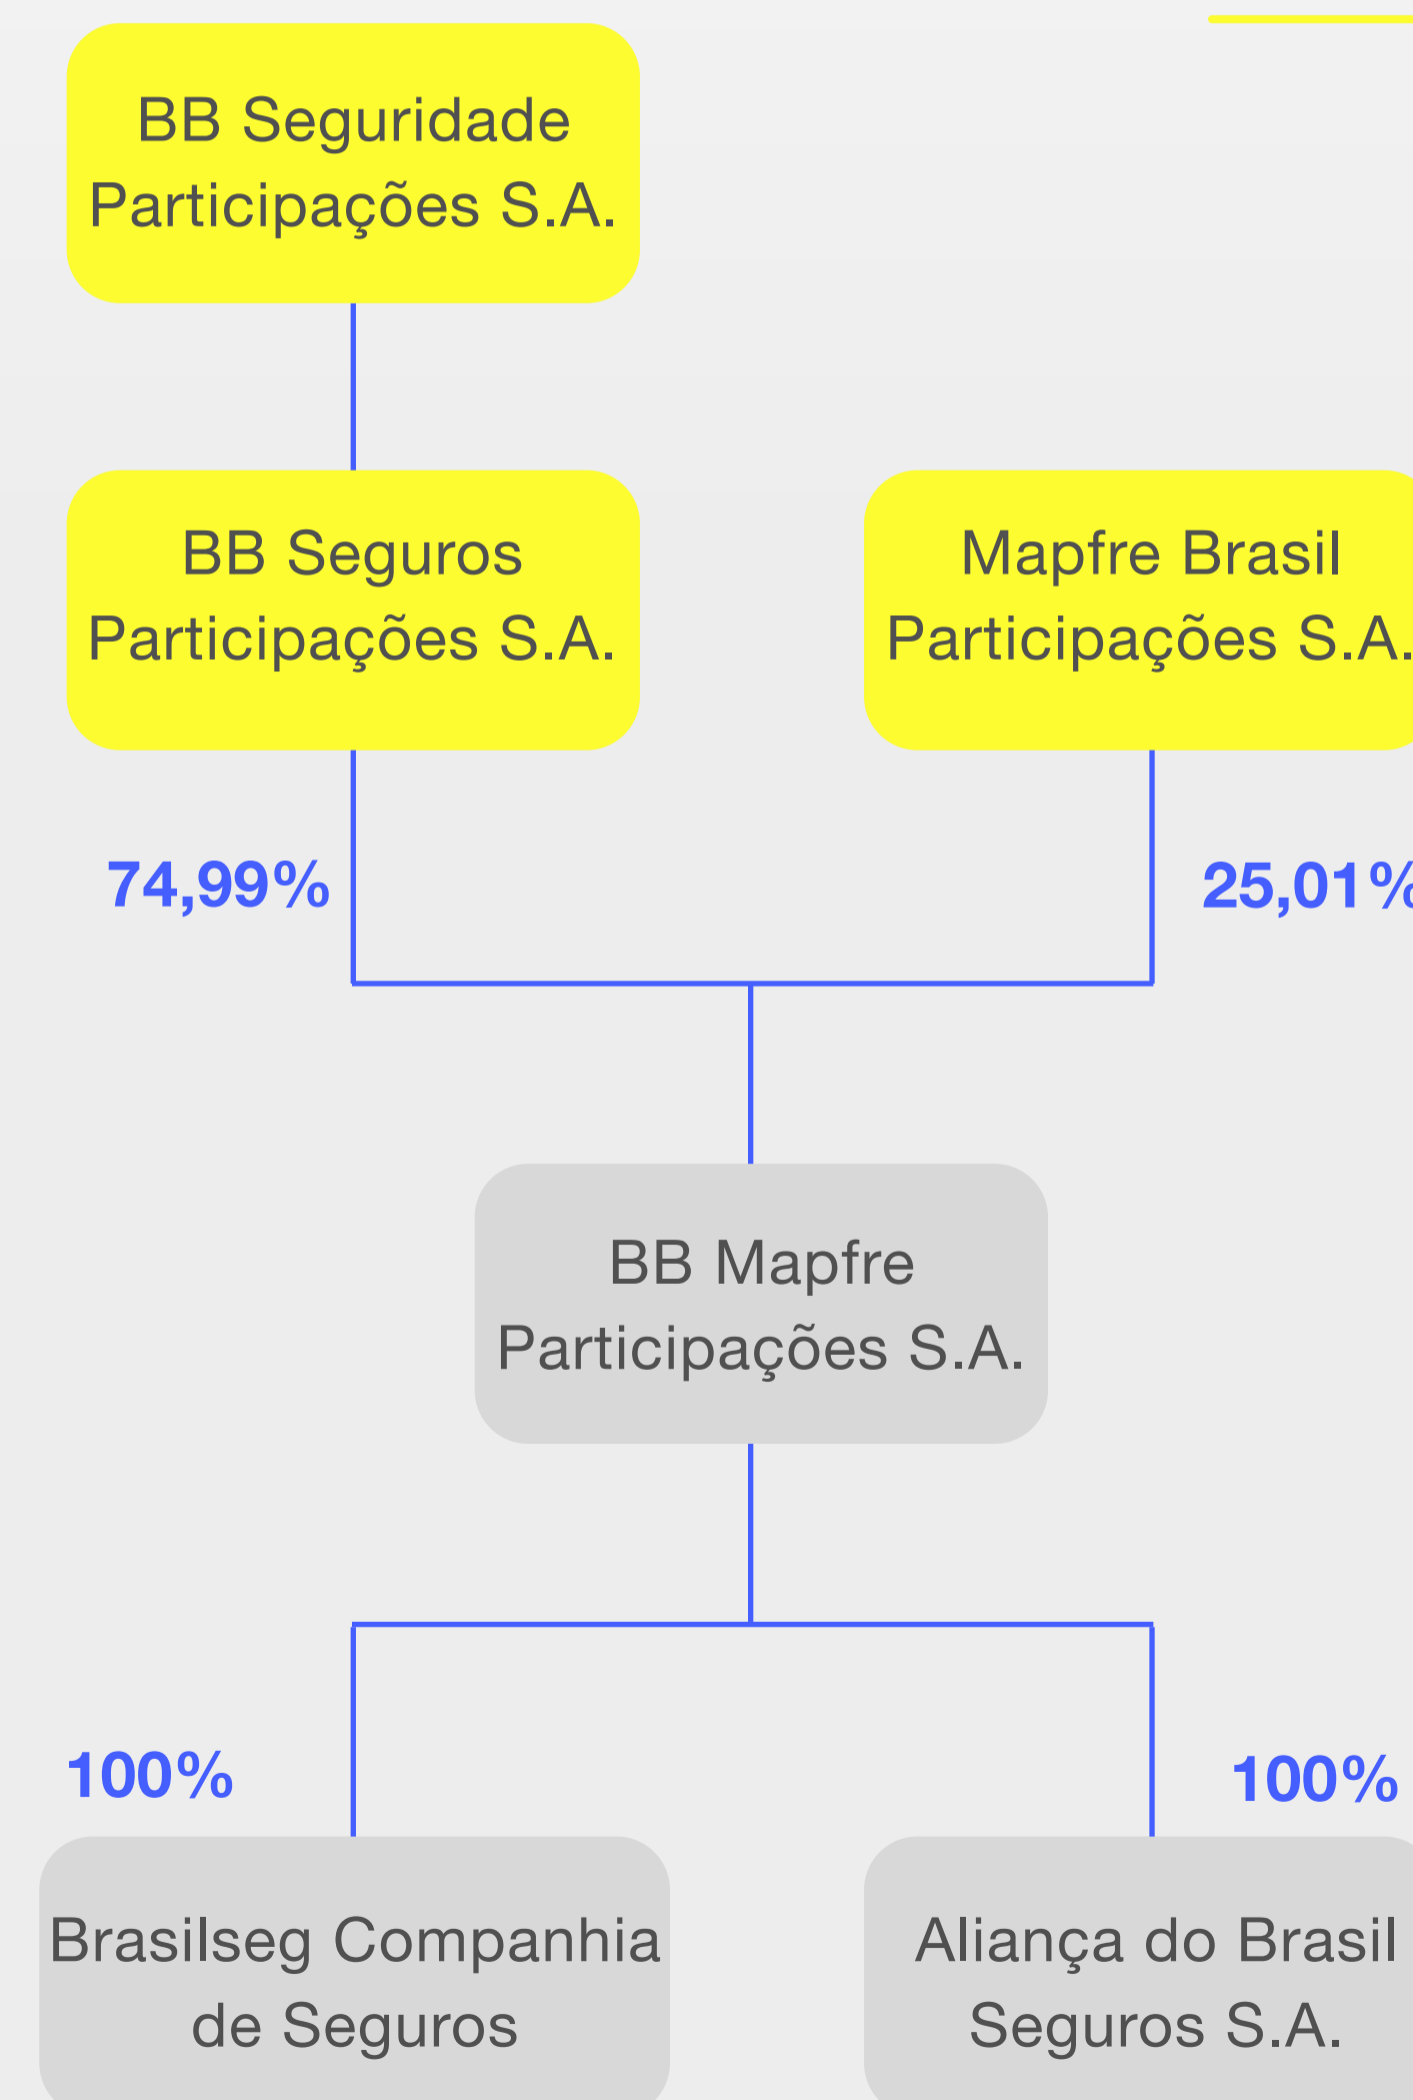 BB Seguridade
Participações S.A.
BB Seguros
Participações S.A.
Mapfre Brasil
Participações S.A.
74,99%
25,01%
BB Mapfre
Participações S.A.
100%
100%
Brasilseg Companhia
de Seguros
Aliança do Brasil
Seguros S.A.